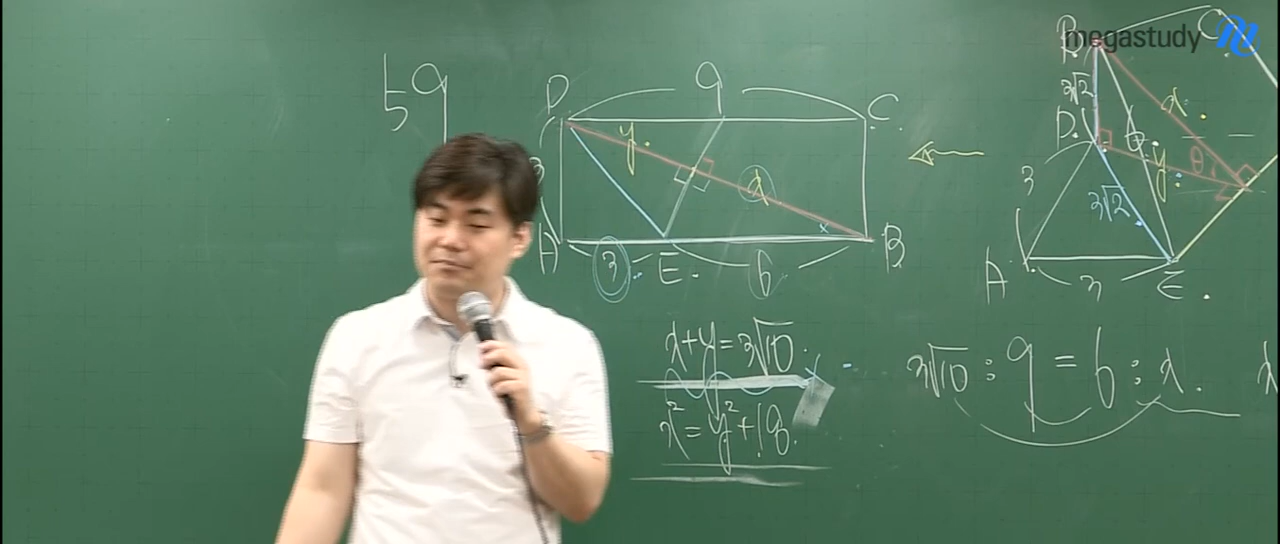 megastudy
59
D 9 C
y
3
x
A 3 E 6 B
x+y=3√10
x²=y²+18
B C
3√2
x
D
θ
3 y
3√2
A 3 E
3√10 : 9 = 6 : x